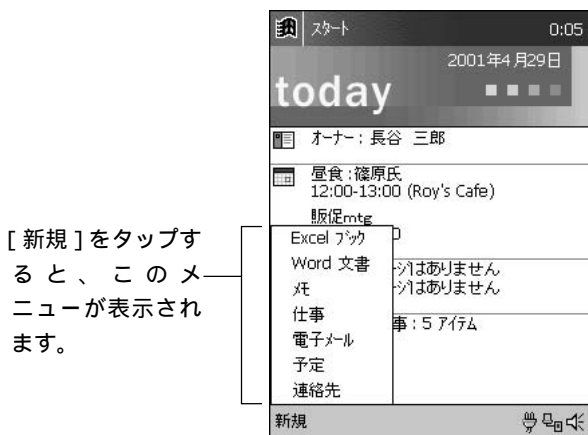 スタート 0:05
2001年4月29日
today
オーナー：長谷 三郎
昼食：篠原氏
12:00-13:00 (Roy's Cafe)
販促mtg
[新規]をタップす
ると、このメ
ニューが表示され
ます。
Excel ブック
Word 文書
メモ
仕事
電子メール
予定
連絡先
ジはありません
ジはありません
事：5 アイテム
新規